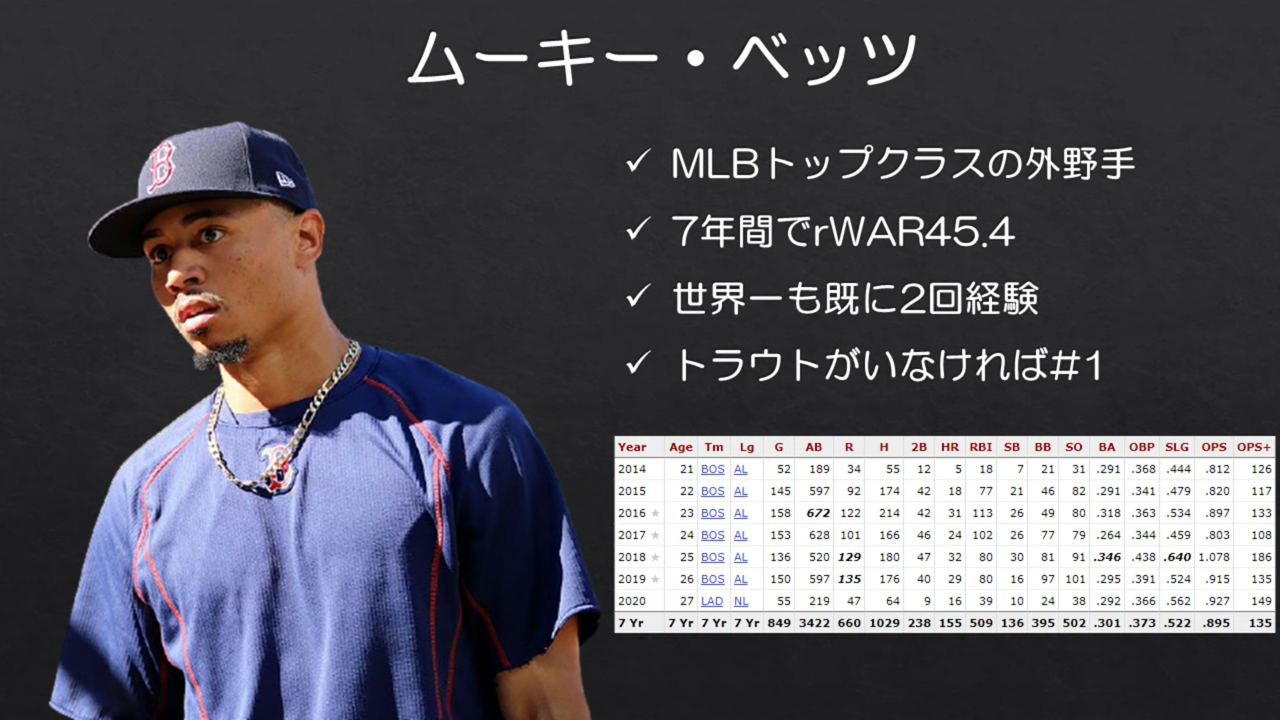 ムーキー・ベッツ
B
✓ MLBトップクラスの外野手
✓ 7年間でrWAR45.4
✓ 世界一も既に2回経験
✓ トラウトがいなければ#1
B
Year Age Tm Lg G AB R H 2B HR RBI SB BB SO BA OBP SLG OPS OPS+
2014 21 BOS AL 52 189 34 55 12 5 18 7 21 31 .291 .368 .444 .812 126
2015 22 BOS AL 145 597 92 174 42 18 77 21 46 82 .291 .341 .479 .820 117
2016 ★ 23 BOS AL 158 672 122 214 42 31 113 26 49 80 .318 .363 .534 .897 133
2017 ★ 24 BOS AL 153 628 101 166 46 24 102 26 77 79 .264 .344 .459 .803 108
2018 ★ 25 BOS AL 136 520 129 180 47 32 80 30 81 91 .346 .438 .640 1.078 186
2019 ★ 26 BOS AL 150 597 135 176 40 29 80 16 97 101 .295 .391 .524 .915 135
2020 27 LAD NL 55 219 47 64 9 16 39 10 24 38 .292 .366 .562 .927 149
7 Yr 7 Yr 7 Yr 7 Yr 849 3422 660 1029 238 155 509 136 395 502 .301 .373 .522 .895 135